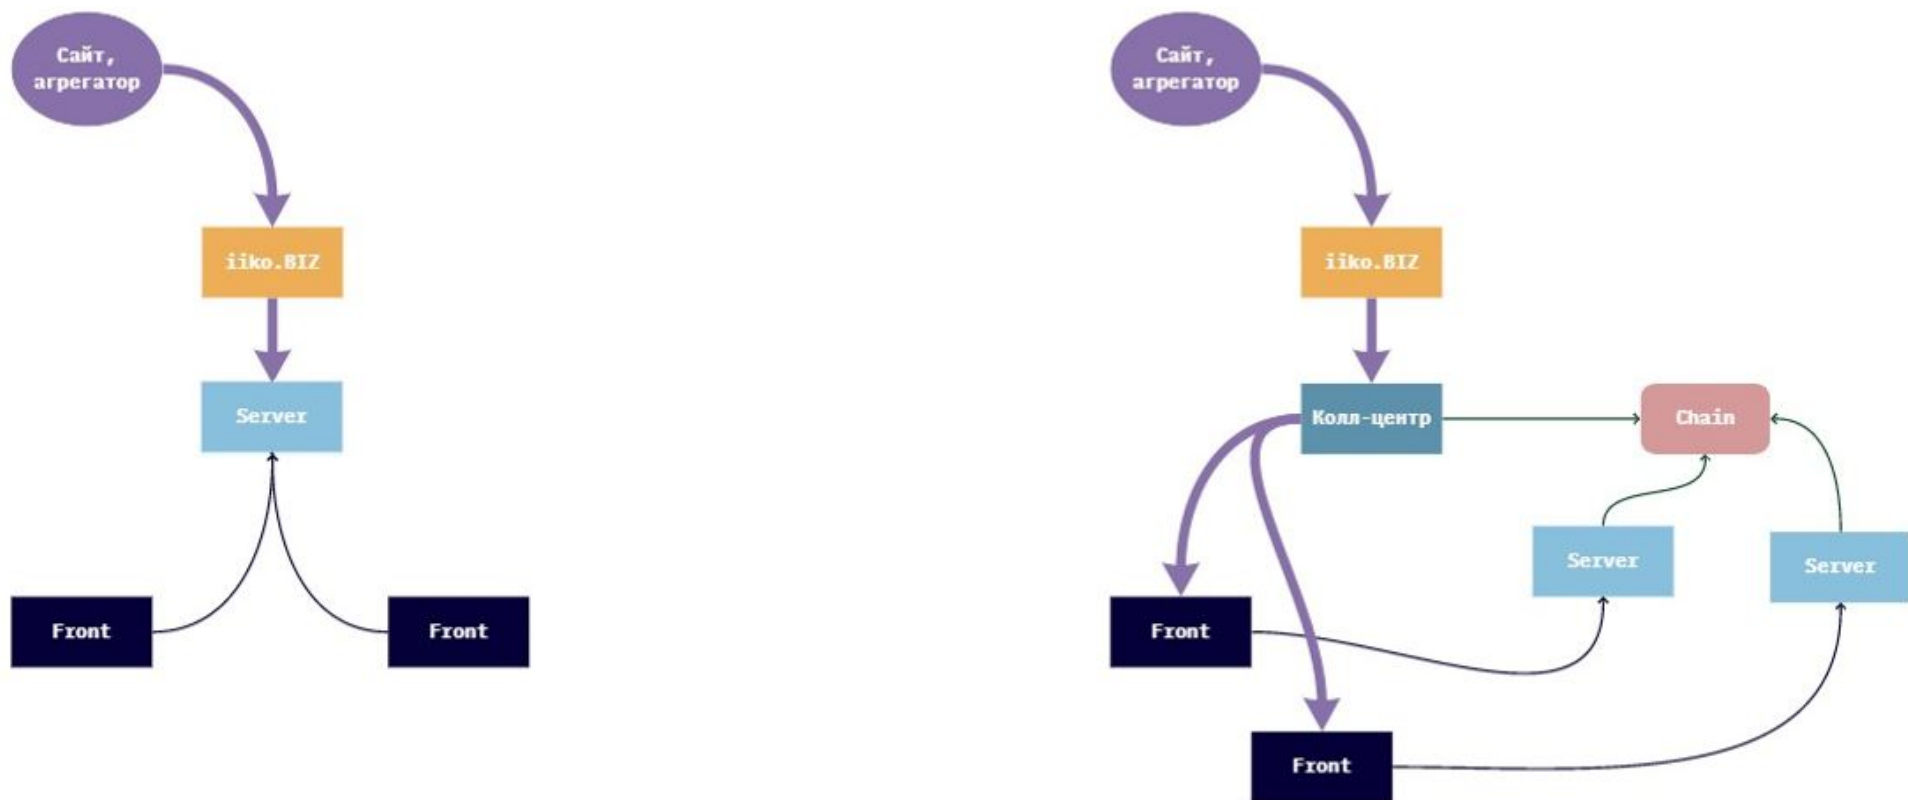 Сайт,
агрегатор
iiko.BIZ
Server
Front
Front
Сайт,
агрегатор
iiko.BIZ
Колл-центр
Chain
Server
Server
Front
Front